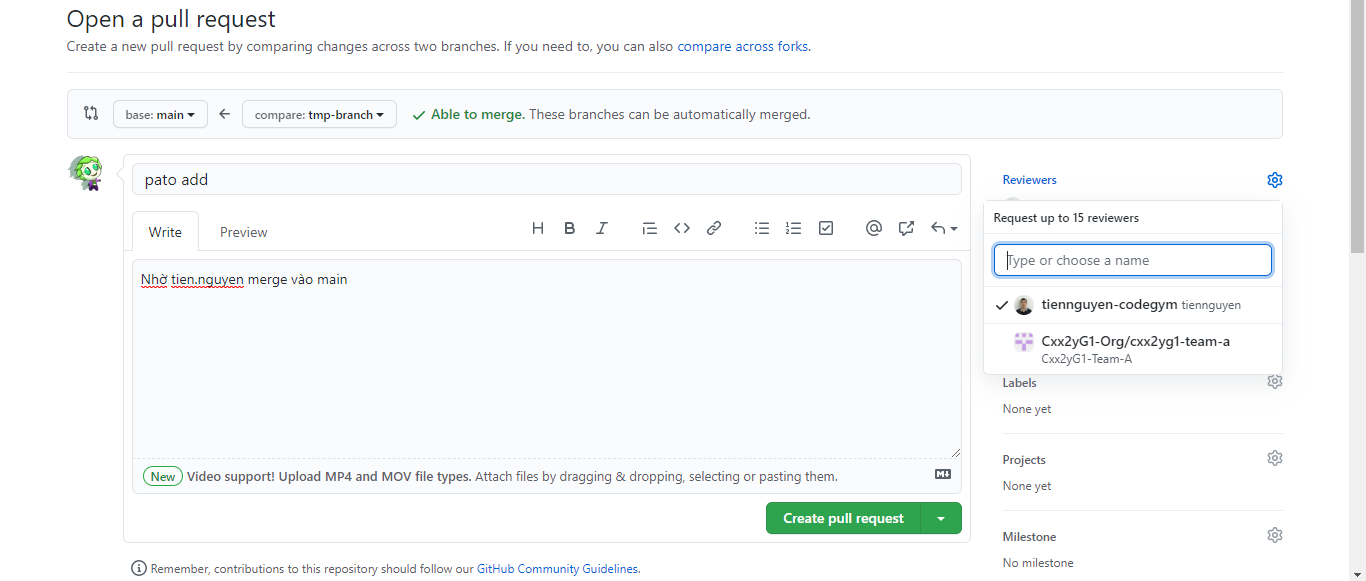 Open a pull request
Create a new pull request by comparing changes across two branches. If you need to, you can also compare across forks.
base: main
compare: tmp-branch
Able to merge. These branches can be automatically merged.
pato add
Write
Preview
Nhờ tien.nguyen merge vào main
New Video support! Upload MP4 and MOV file types. Attach files by dragging & dropping, selecting or pasting them.
Create pull request
Remember, contributions to this repository should follow our GitHub Community Guidelines.
Reviewers
Request up to 15 reviewers
Type or choose a name
tiennguyen-codegym tiennguyen
Cxx2yG1-Org/cxx2yg1-team-a
Cxx2yG1-Team-A
Labels
None yet
Projects
None yet
Milestone
No milestone